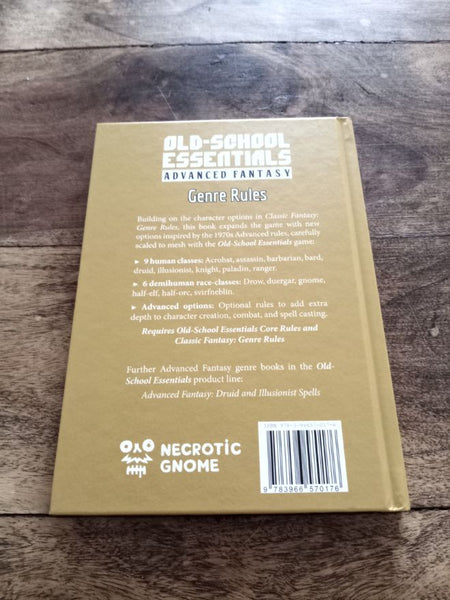 OLD-SCHOOL
ESSENTIALS
ADVANCED FANTASY
Genre Rules
Building on the character options in Classic Fantasy:
Genre Rules, this book expands the game with new
options inspired by the 1970s Advanced rules, carefully
scaled to mesh with the Old-School Essentials game:
▶ 9 human classes: Acrobat, assassin, barbarian, bard,
druid, illusionist, knight, paladin, ranger.
▶ 6 demihuman race-classes: Drow, duergar, gnome,
half-elf, half-orc, svirfneblin.
▶ Advanced options: Optional rules to add extra
depth to character creation, combat, and spell casting.
Requires Old-School Essentials Core Rules and
Classic Fantasy: Genre Rules
Further Advanced Fantasy genre books in the Old-
School Essentials product line:
Advanced Fantasy: Druid and Illusionist Spells
NECROTIC
GNOME
ISBN 978-3-96657-017-6
9 783966 570176